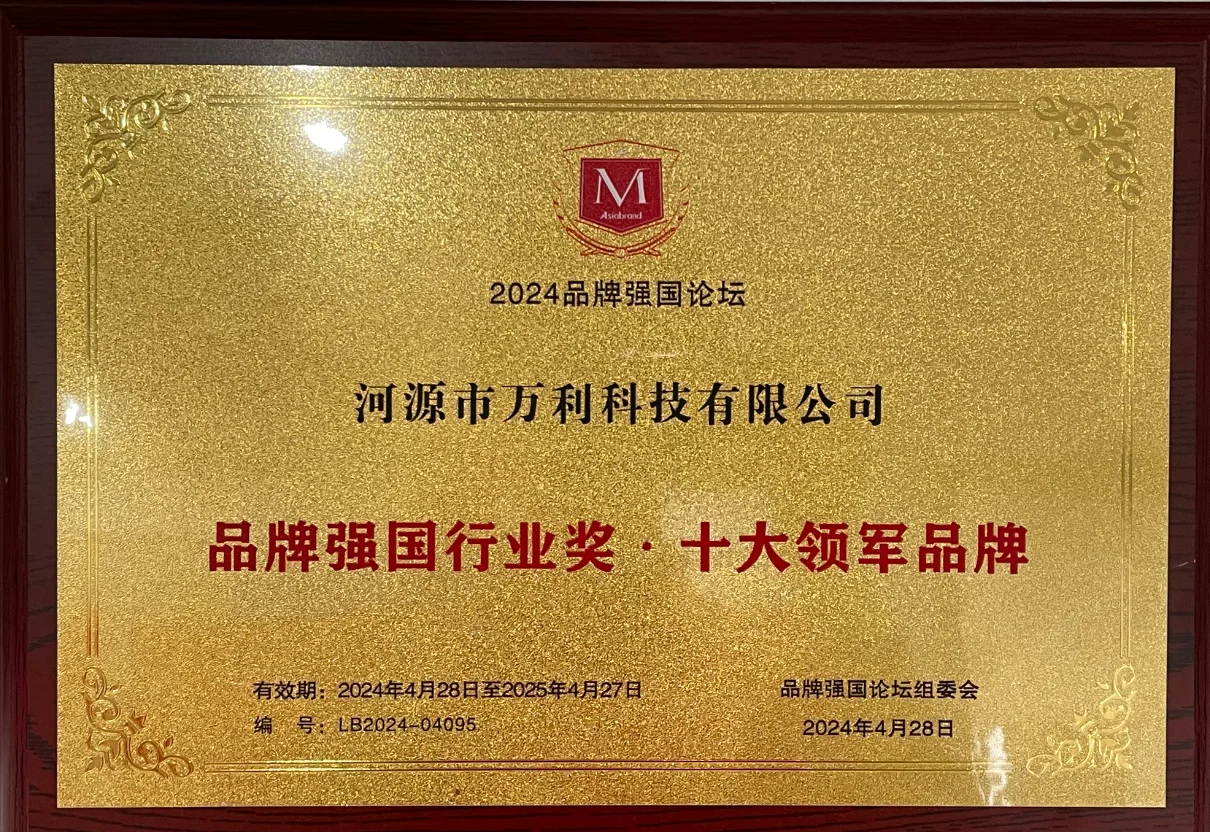 M
Asiabrand
2024品牌强国论坛
河源市万利科技有限公司
品牌强国行业奖·十大领军品牌
有效期：2024年4月28日至2025年4月27日
编 号：LB2024-04095
品牌强国论坛组委会
2024年4月28日